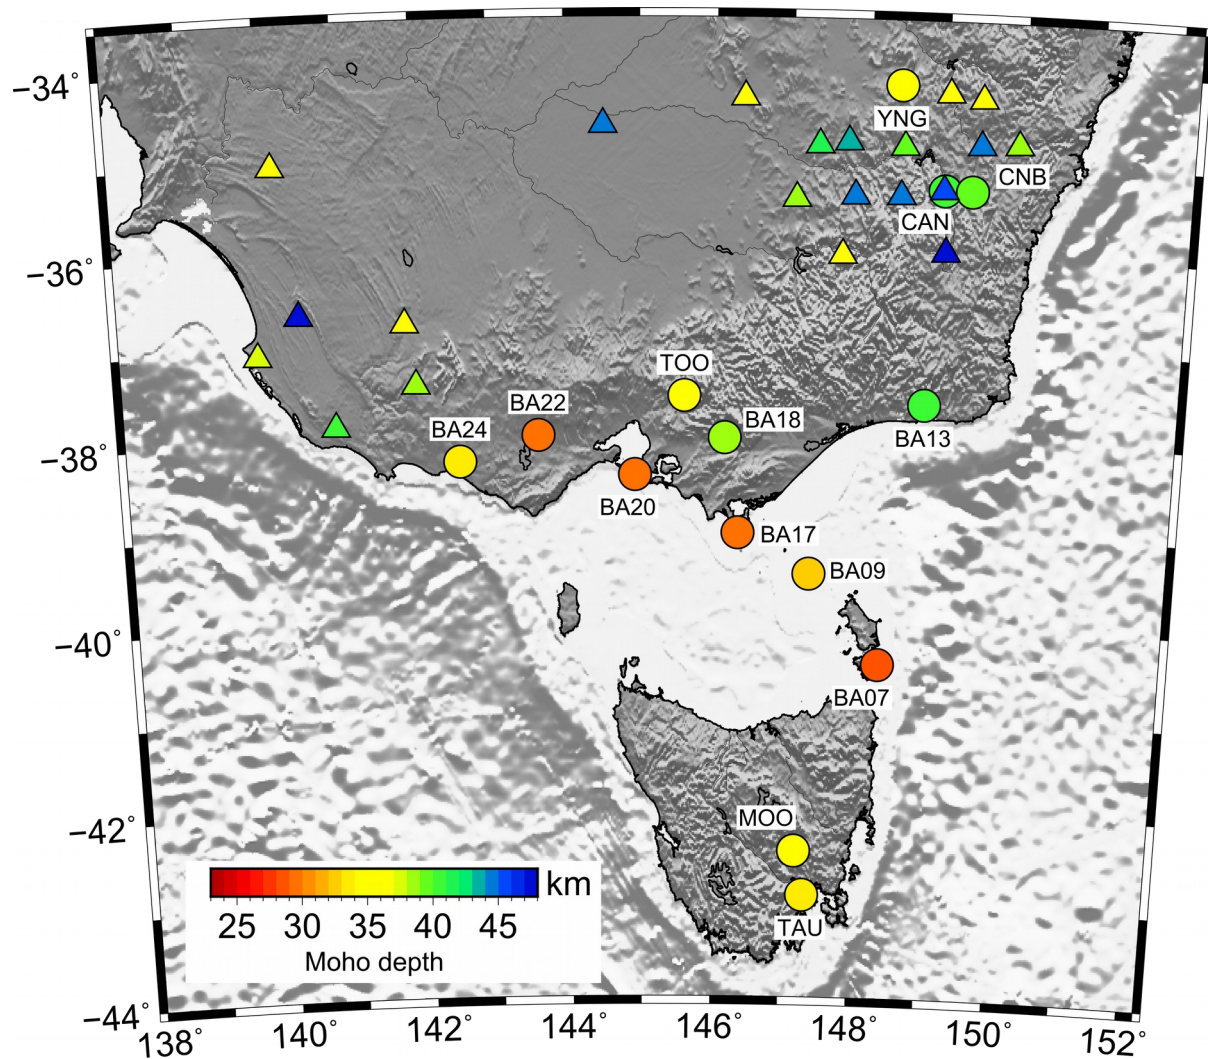 −34°
YNG
CNB
CAN
−36°
TOO
BA22
BA18
BA24
BA13
−38°
BA20
BA17
BA09
−40°
BA07
MOO
−42°
km
25 30 35 40 45
TAU
Moho depth
−44°
138° 140° 142° 144° 146° 148° 150° 152°